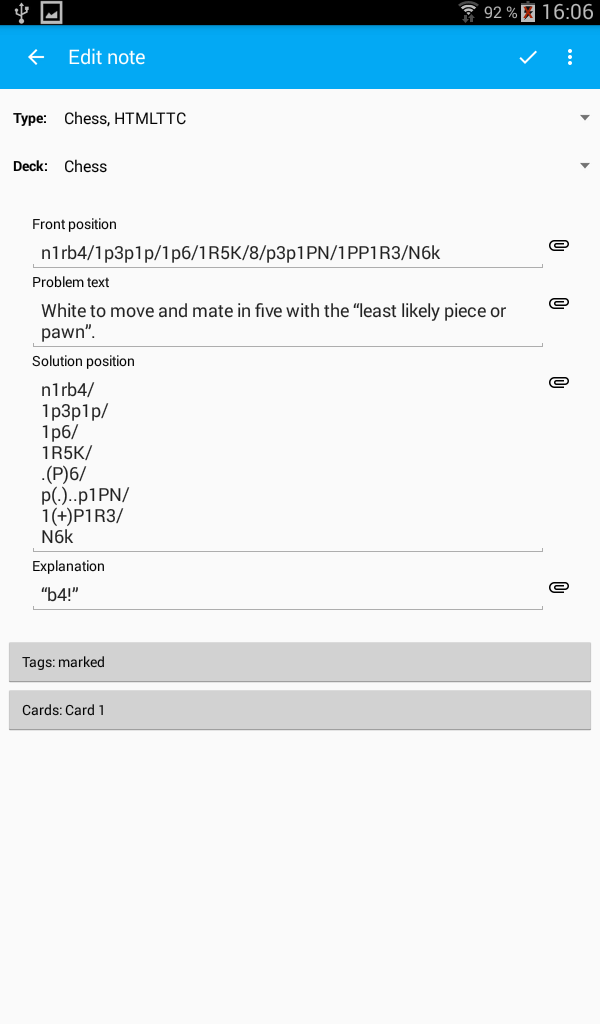 92 % 16:06
Edit note
Type: Chess, HTMLTTC
Deck: Chess
Front position
n1rb4/1p3p1p/1p6/1R5K/8/p3p1PN/1PP1R3/N6k
Problem text
White to move and mate in five with the “least likely piece or
pawn”.
Solution position
n1rb4/
1p3p1p/
1p6/
1R5K/
.(P)6/
p(.)..p1PN/
1(+)P1R3/
N6k
Explanation
“b4!”
Tags: marked
Cards: Card 1